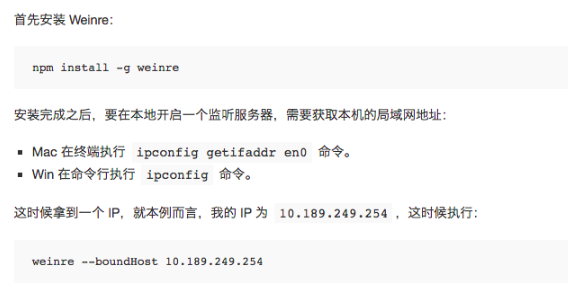 首先安装 Weinre：
npm install -g weinre
安装完成之后，要在本地开启一个监听服务器，需要获取本机的局域网地址：
Mac 在终端执行 ipconfig getifaddr en0 命令。
Win 在命令行执行 ipconfig 命令。
这时候拿到一个 IP，就本例而言，我的 IP 为 10.189.249.254 ，这时候执行：
weinre --boundHost 10.189.249.254